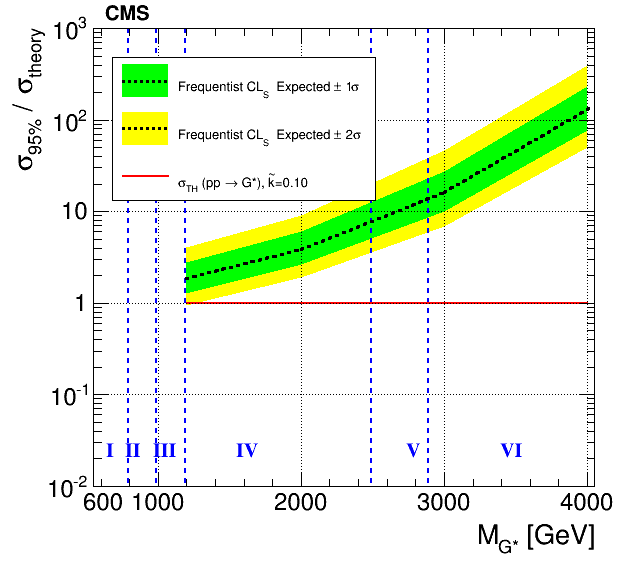 CMS
σ95% / σtheory
10³
10²
10
1
10⁻¹
10⁻²
Frequentist CLS Expected ± 1σ
Frequentist CLS Expected ± 2σ
σTH (pp → G*), k̃=0.10
I II III IV V VI
600 1000 2000 3000 4000
MG* [GeV]